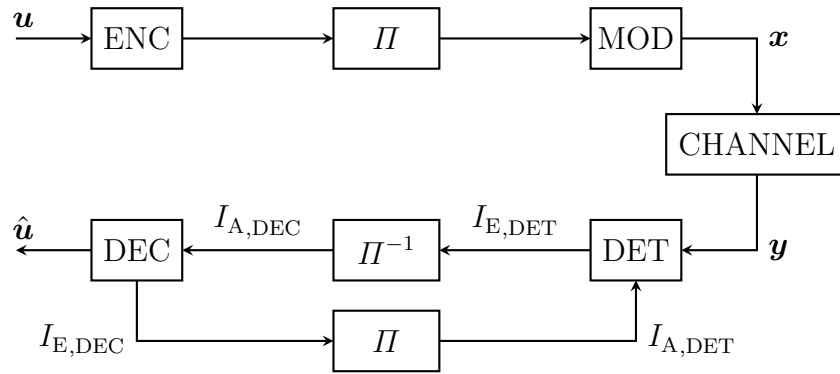 u
ENC
Π
MOD
x
CHANNEL
û
DEC
I_A,DEC
Π⁻¹
I_E,DET
DET
y
I_E,DEC
Π
I_A,DET